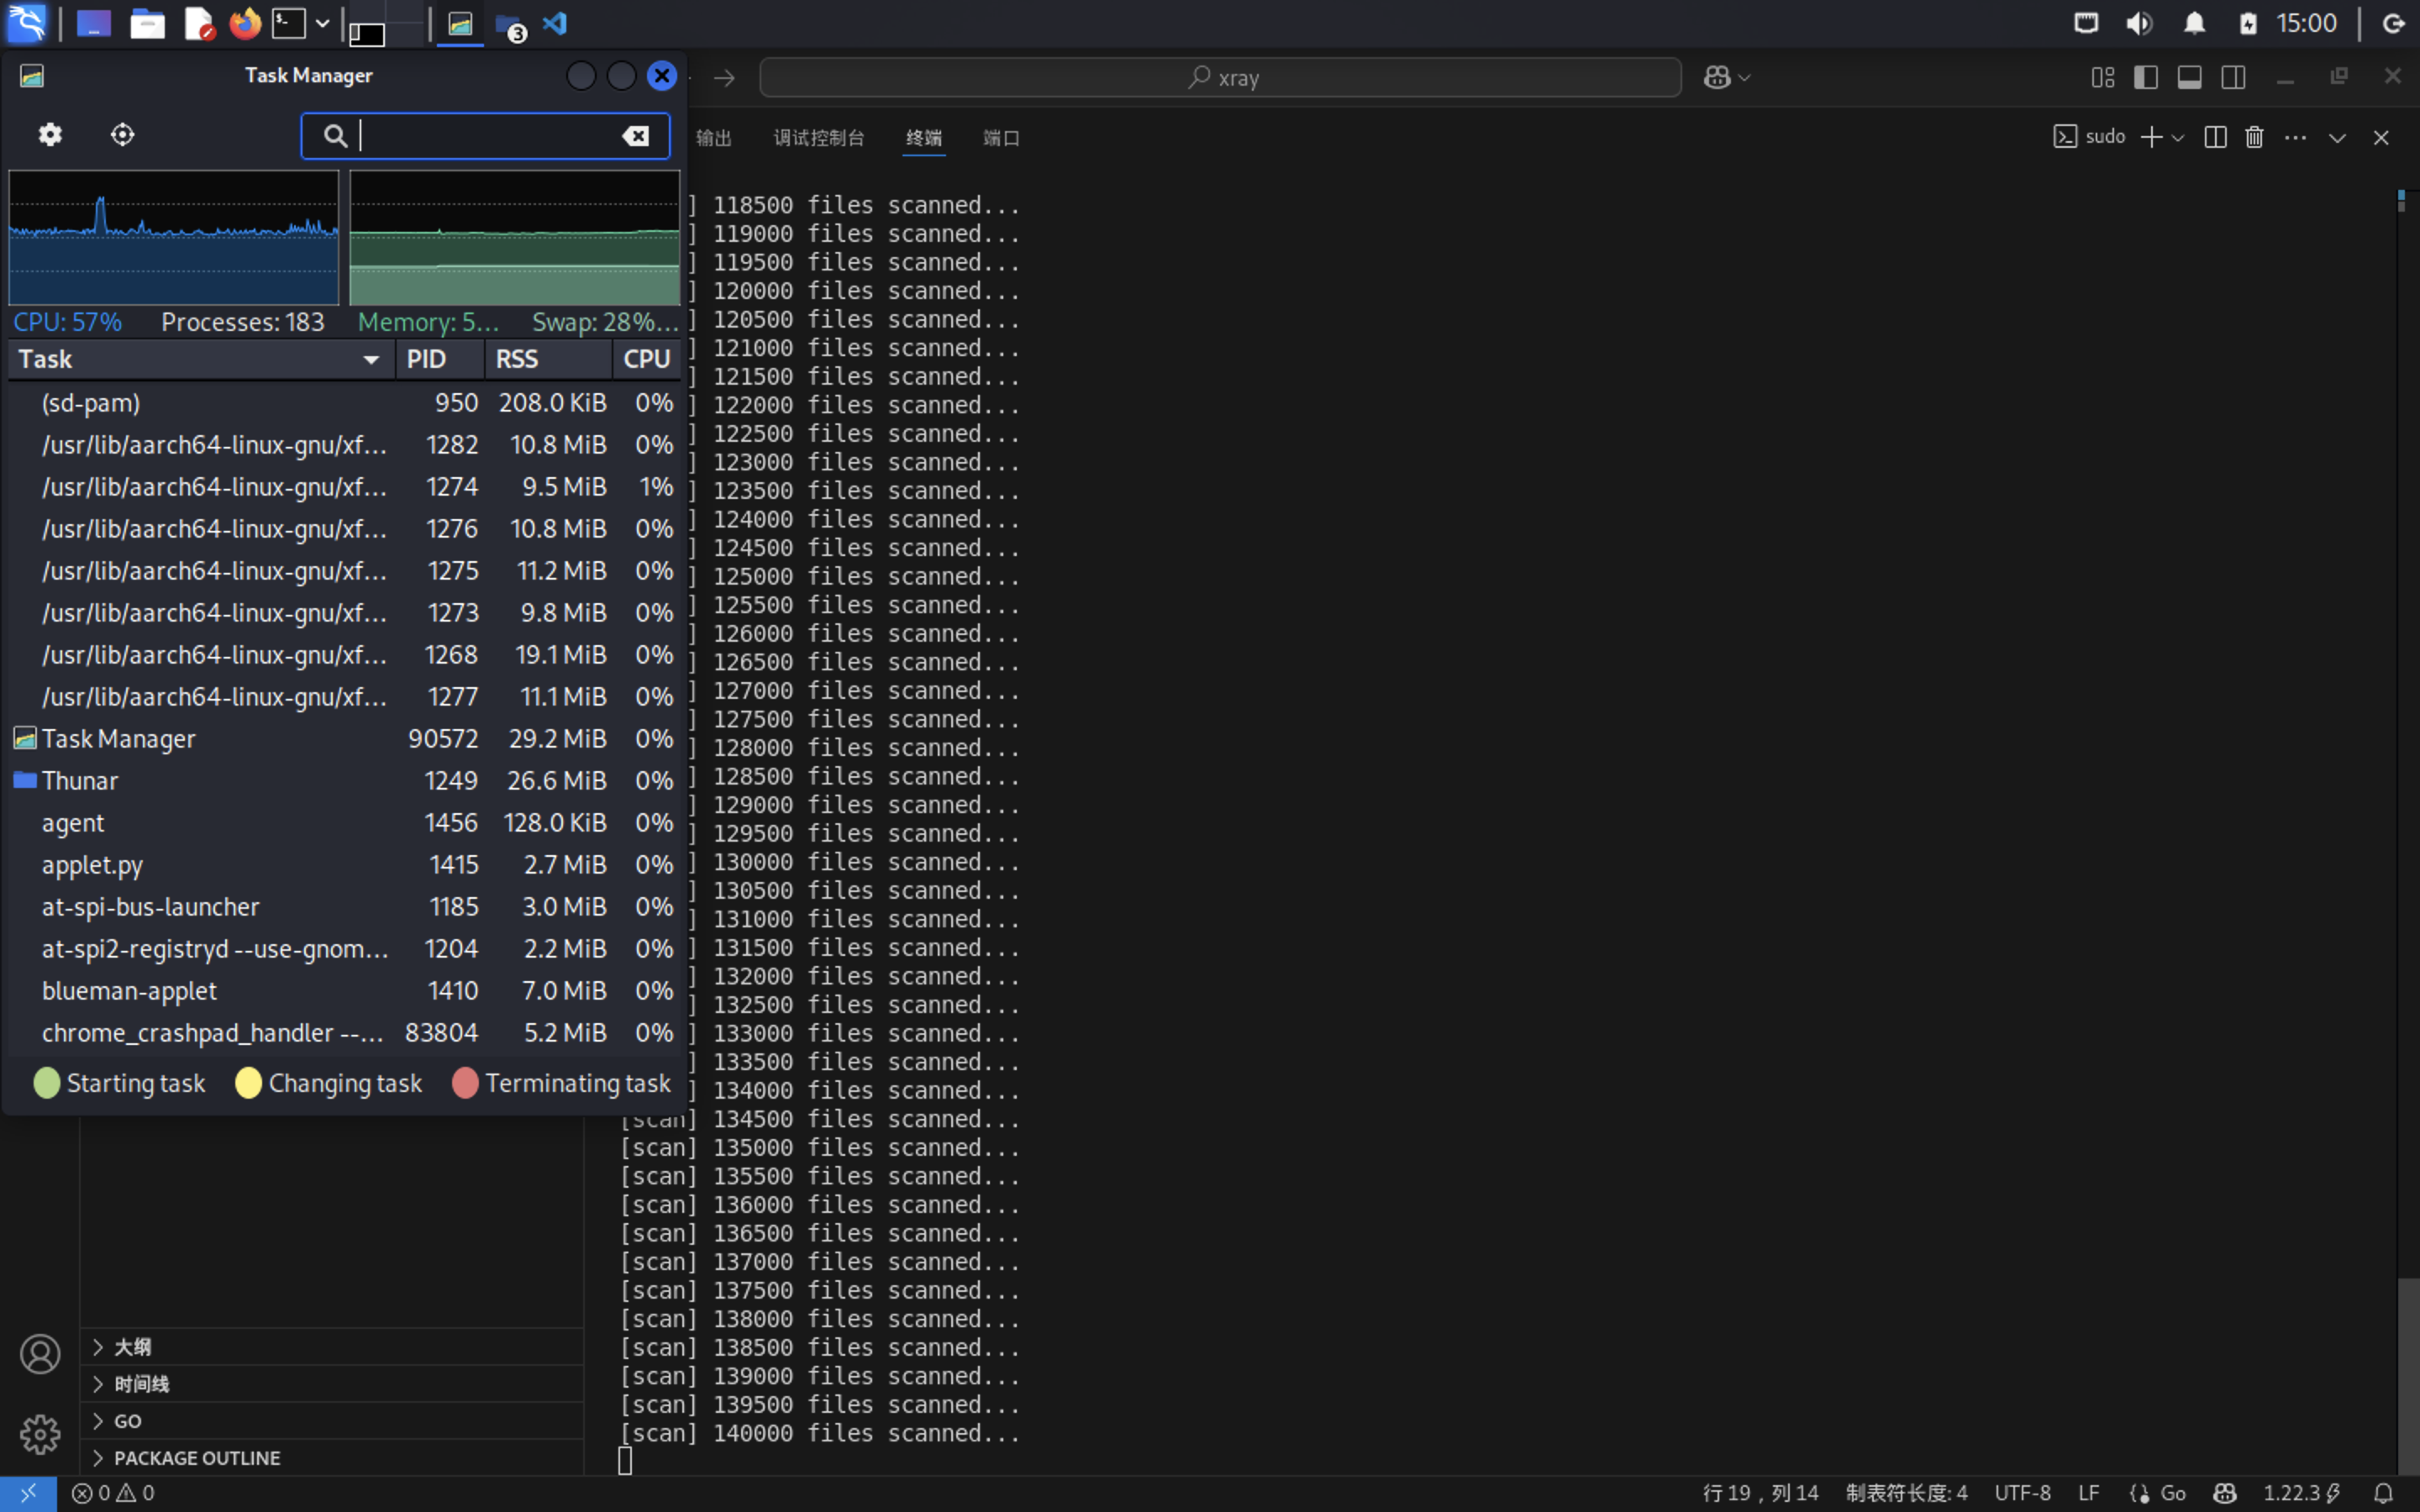 15:00
Task Manager
xray
输出 调试控制台 终端 端口
sudo
CPU: 57% Processes: 183 Memory: 5... Swap: 28%...
Task PID RSS CPU
(sd-pam) 950 208.0 KiB 0%
/usr/lib/aarch64-linux-gnu/xf... 1282 10.8 MiB 0%
/usr/lib/aarch64-linux-gnu/xf... 1274 9.5 MiB 1%
/usr/lib/aarch64-linux-gnu/xf... 1276 10.8 MiB 0%
/usr/lib/aarch64-linux-gnu/xf... 1275 11.2 MiB 0%
/usr/lib/aarch64-linux-gnu/xf... 1273 9.8 MiB 0%
/usr/lib/aarch64-linux-gnu/xf... 1268 19.1 MiB 0%
/usr/lib/aarch64-linux-gnu/xf... 1277 11.1 MiB 0%
Task Manager 90572 29.2 MiB 0%
Thunar 1249 26.6 MiB 0%
agent 1456 128.0 KiB 0%
applet.py 1415 2.7 MiB 0%
at-spi-bus-launcher 1185 3.0 MiB 0%
at-spi2-registryd --use-gnom... 1204 2.2 MiB 0%
blueman-applet 1410 7.0 MiB 0%
chrome_crashpad_handler --... 83804 5.2 MiB 0%
Starting task Changing task Terminating task
] 118500 files scanned...
] 119000 files scanned...
] 119500 files scanned...
] 120000 files scanned...
] 120500 files scanned...
] 121000 files scanned...
] 121500 files scanned...
] 122000 files scanned...
] 122500 files scanned...
] 123000 files scanned...
] 123500 files scanned...
] 124000 files scanned...
] 124500 files scanned...
] 125000 files scanned...
] 125500 files scanned...
] 126000 files scanned...
] 126500 files scanned...
] 127000 files scanned...
] 127500 files scanned...
] 128000 files scanned...
] 128500 files scanned...
] 129000 files scanned...
] 129500 files scanned...
] 130000 files scanned...
] 130500 files scanned...
] 131000 files scanned...
] 131500 files scanned...
] 132000 files scanned...
] 132500 files scanned...
] 133000 files scanned...
] 133500 files scanned...
] 134000 files scanned...
[scan] 134500 files scanned...
[scan] 135000 files scanned...
[scan] 135500 files scanned...
[scan] 136000 files scanned...
[scan] 136500 files scanned...
[scan] 137000 files scanned...
[scan] 137500 files scanned...
[scan] 138000 files scanned...
[scan] 138500 files scanned...
[scan] 139000 files scanned...
[scan] 139500 files scanned...
[scan] 140000 files scanned...
大纲
时间线
GO
PACKAGE OUTLINE
0 0 行 19，列 14 制表符长度: 4 UTF-8 LF Go 1.22.3
3